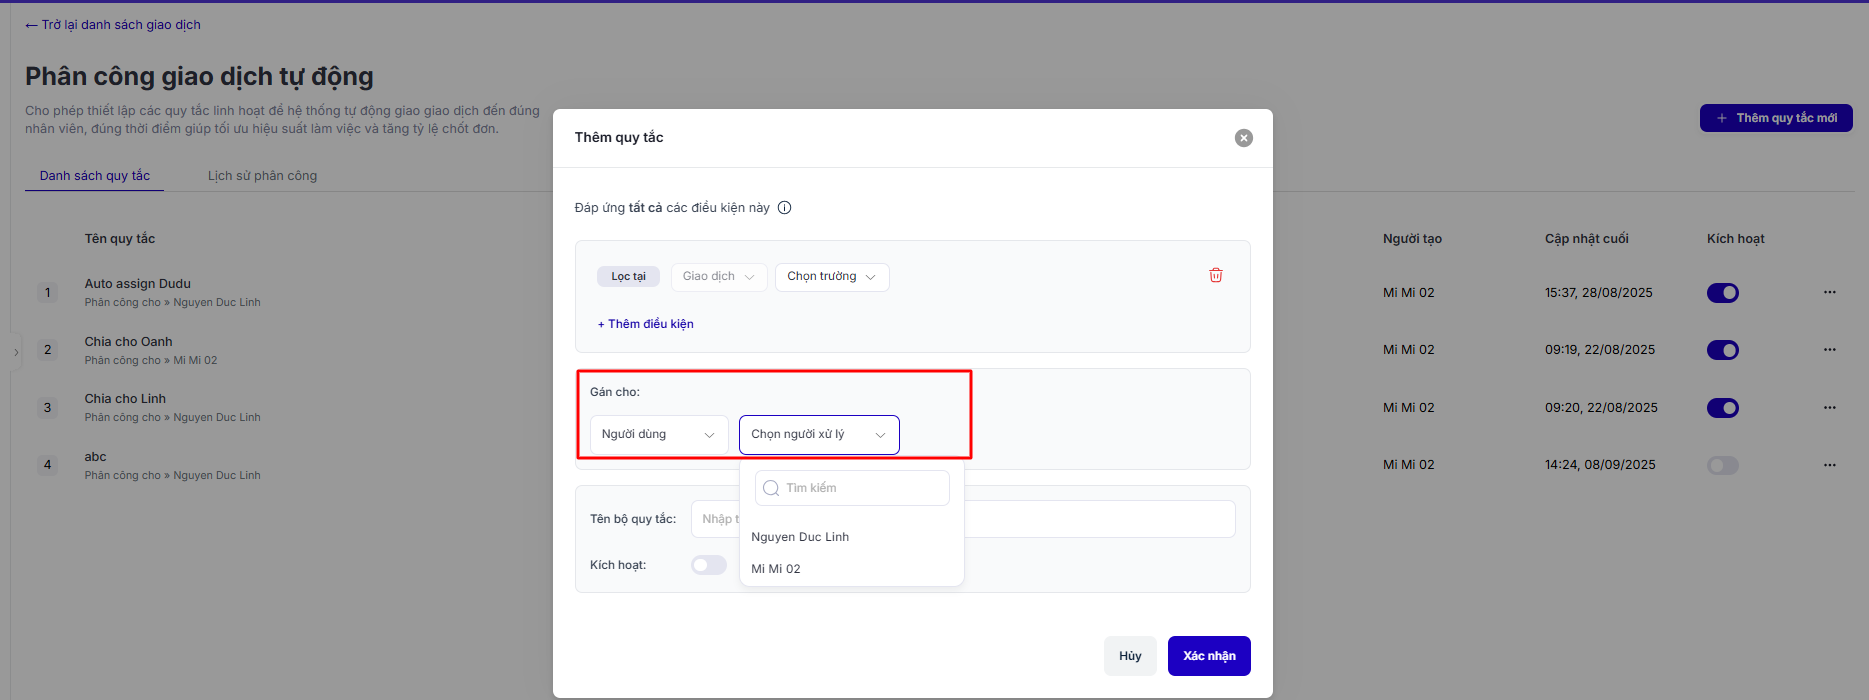 ← Trở lại danh sách giao dịch
Phân công giao dịch tự động
Cho phép thiết lập các quy tắc linh hoạt để hệ thống tự động giao giao dịch đến đúng
nhân viên, đúng thời điểm giúp tối ưu hiệu suất làm việc và tăng tỷ lệ chốt đơn.
+ Thêm quy tắc mới
Danh sách quy tắc
Lịch sử phân công
Tên quy tắc
Người tạo
Cập nhật cuối
Kích hoạt
1
Auto assign Dudu
Phân công cho » Nguyen Duc Linh
Mi Mi 02
15:37, 28/08/2025
2
Chia cho Oanh
Phân công cho » Mi Mi 02
Mi Mi 02
09:19, 22/08/2025
3
Chia cho Linh
Phân công cho » Nguyen Duc Linh
Mi Mi 02
09:20, 22/08/2025
4
abc
Phân công cho » Nguyen Duc Linh
Mi Mi 02
14:24, 08/09/2025
Thêm quy tắc
Đáp ứng tất cả các điều kiện này
Lọc tại
Giao dịch
Chọn trường
+ Thêm điều kiện
Gán cho:
Người dùng
Chọn người xử lý
Tìm kiếm
Nguyen Duc Linh
Mi Mi 02
Tên bộ quy tắc:
Nhập
Kích hoạt:
Hủy
Xác nhận